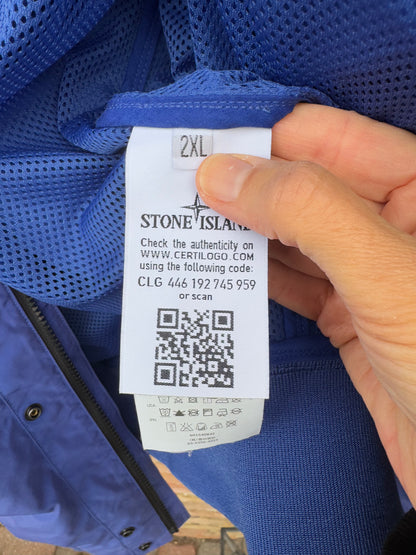 2XL
STONE ISLAND
Check the authenticity on
WWW.CERTILOGO.COM
using the following code:
CLG 446 192 745 959
or scan